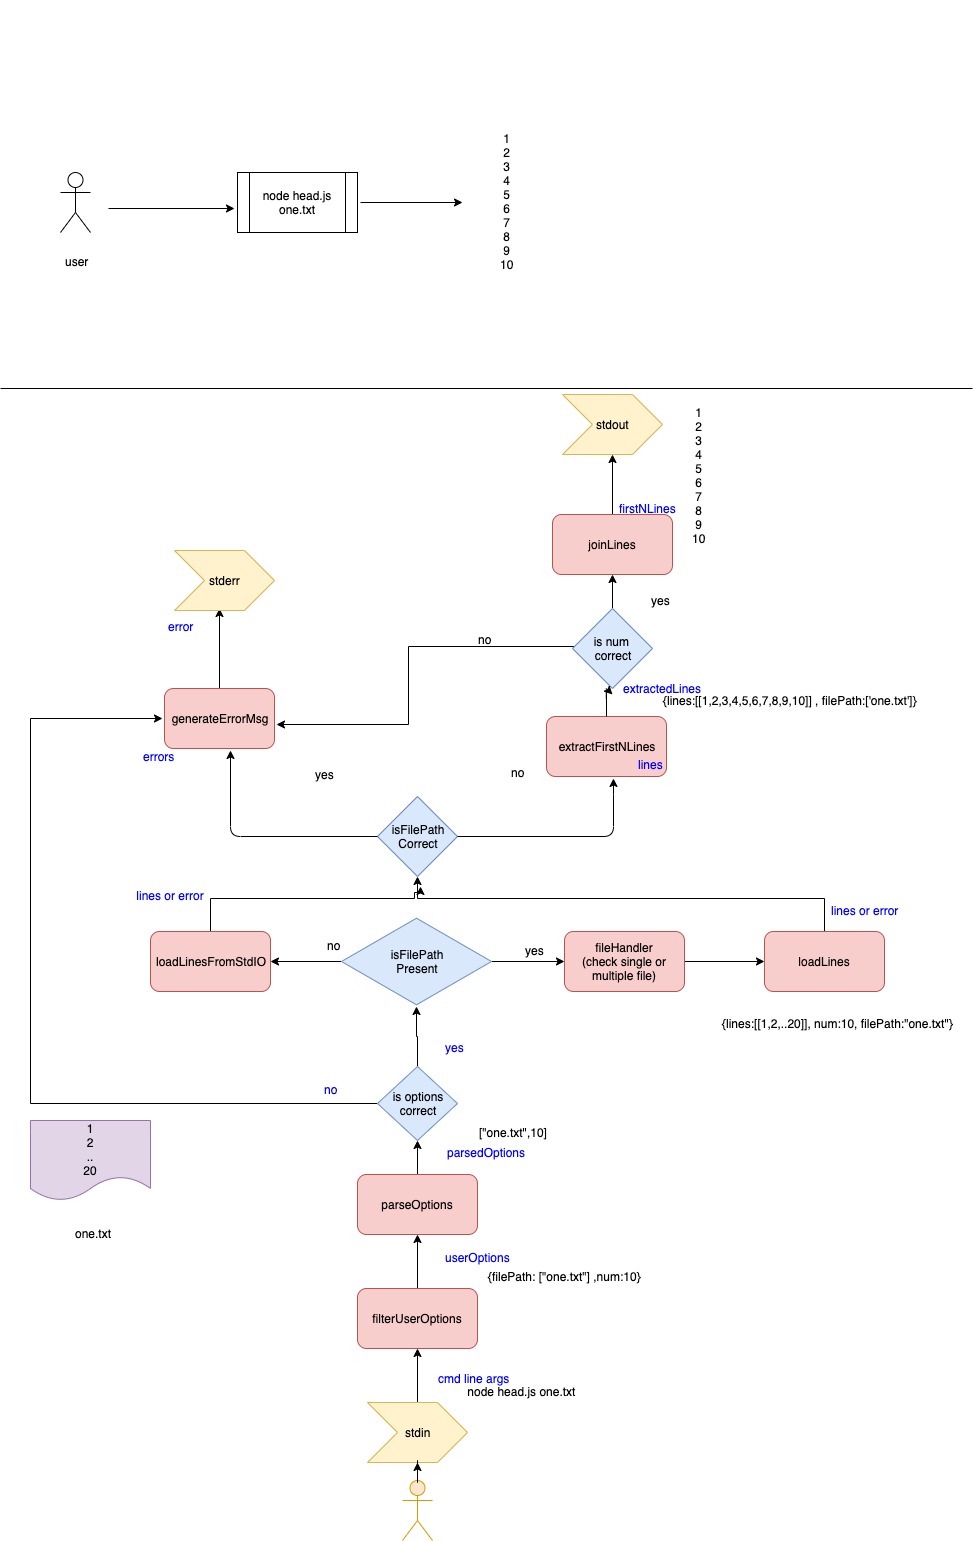 1
2
3
4
5
6
7
8
9
10
node head.js
one.txt
user
stdout
1
2
3
4
5
6
7
8
9
10
firstNLines
joinLines
stderr
yes
error
no
is num
correct
extractedLines
{lines:[[1,2,3,4,5,6,7,8,9,10]] , filePath:['one.txt']}
generateErrorMsg
extractFirstNLines
errors
lines
yes
no
isFilePath
Correct
lines or error
lines or error
no
yes
loadLinesFromStdIO
isFilePath
Present
fileHandler
(check single or
multiple file)
loadLines
{lines:[[1,2,..20]], num:10, filePath:"one.txt"}
yes
no
is options
correct
1
2
..
20
["one.txt",10]
parsedOptions
parseOptions
one.txt
userOptions
{filePath: ["one.txt"] ,num:10}
filterUserOptions
cmd line args
node head.js one.txt
stdin